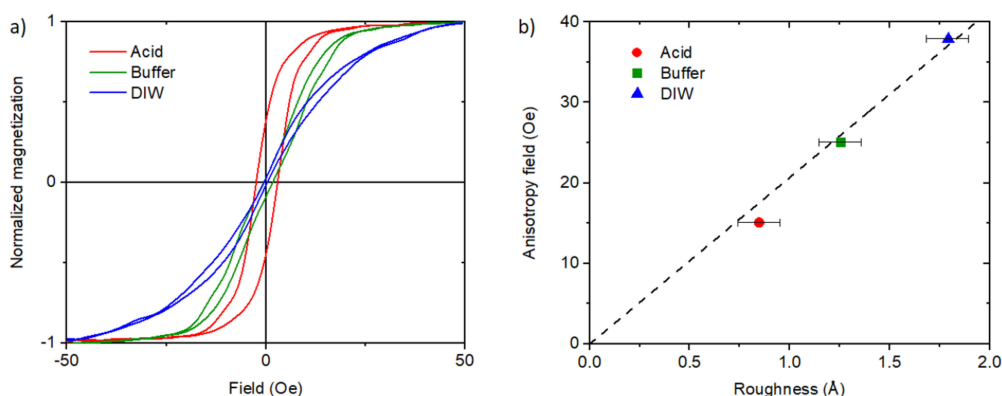 a)
1
Acid
Buffer
DIW
Normalized magnetization
0
-1
-50
0
50
Field (Oe)
b)
40
Acid
Buffer
DIW
30
Anisotropy field (Oe)
20
10
0
0.0
0.5
1.0
1.5
2.0
Roughness (Å)